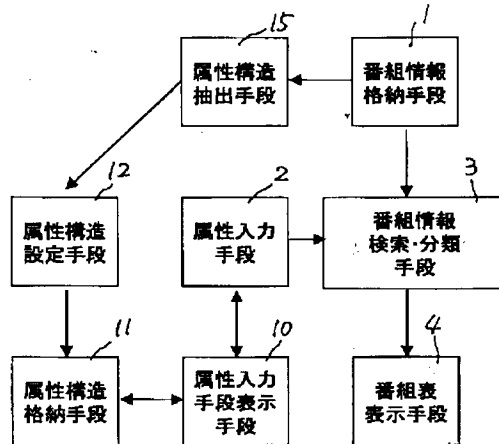 15
属性構造
抽出手段
1
番組情報
格納手段
12
属性構造
設定手段
2
属性入力
手段
3
番組情報
検索・分類
手段
11
属性構造
格納手段
10
属性入力
手段表示
手段
4
番組表
表示手段